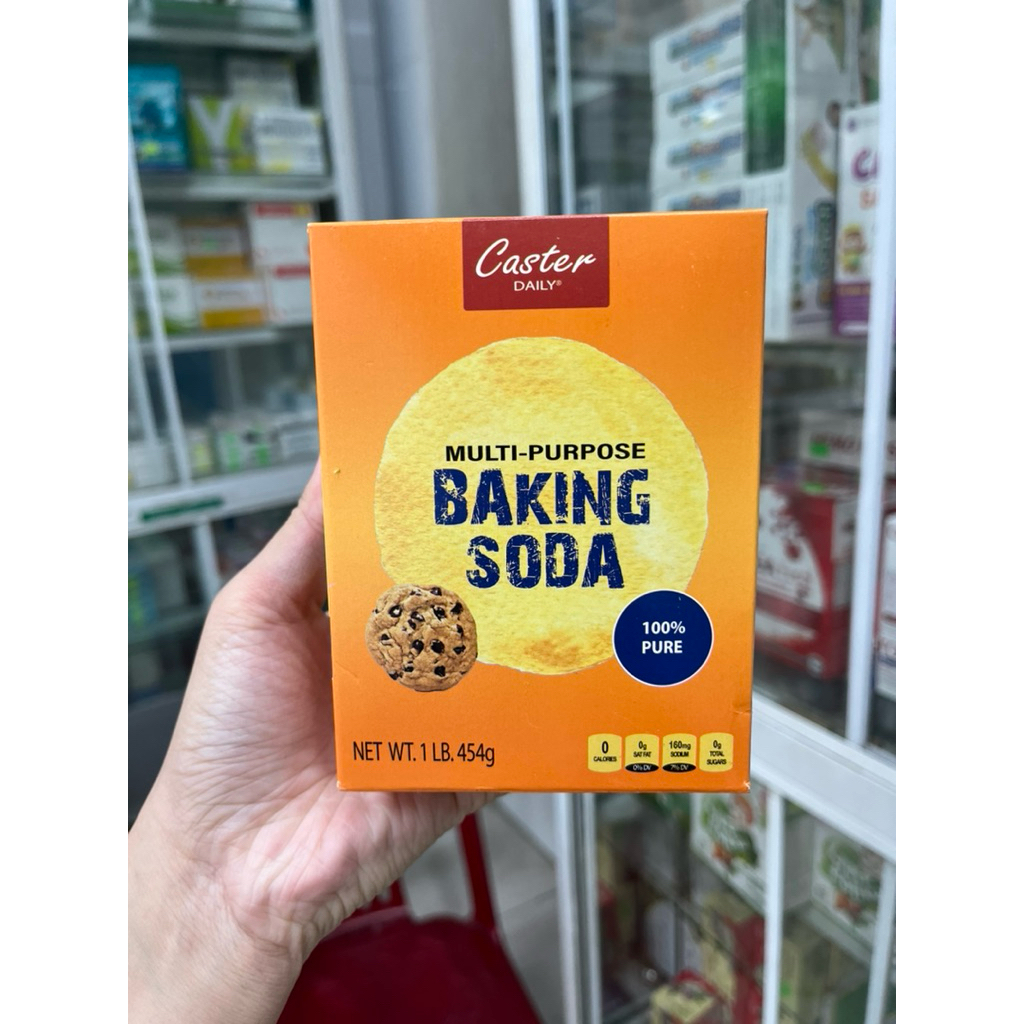 Caster
DAILY®
MULTI-PURPOSE
BAKING
SODA
100%
PURE
NET WT. 1 LB. 454g
0
CALORIES
0g
SAT FAT
0% DV
160mg
SODIUM
7% DV
0g
TOTAL
SUGARS